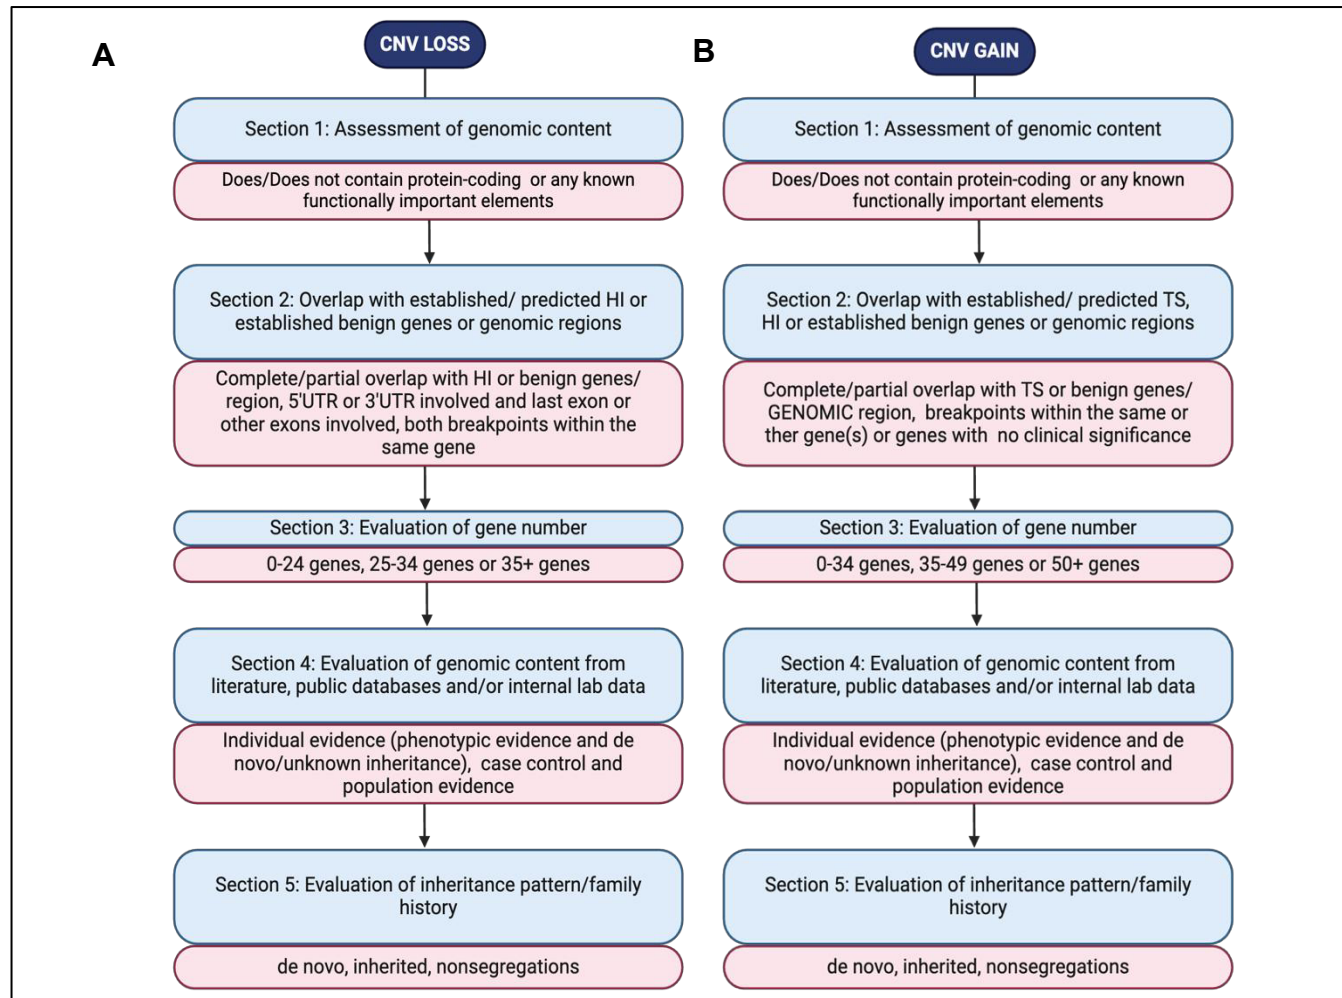 A
CNV LOSS
Section 1: Assessment of genomic content
Does/Does not contain protein-coding or any known
functionally important elements
Section 2: Overlap with established/ predicted HI or
established benign genes or genomic regions
Complete/partial overlap with HI or benign genes/
region, 5'UTR or 3'UTR involved and last exon or
other exons involved, both breakpoints within the
same gene
Section 3: Evaluation of gene number
0-24 genes, 25-34 genes or 35+ genes
Section 4: Evaluation of genomic content from
literature, public databases and/or internal lab data
Individual evidence (phenotypic evidence and de
novo/unknown inheritance), case control and
population evidence
Section 5: Evaluation of inheritance pattern/family
history
de novo, inherited, nonsegregations
B
CNV GAIN
Section 1: Assessment of genomic content
Does/Does not contain protein-coding or any known
functionally important elements
Section 2: Overlap with established/ predicted TS,
HI or established benign genes or genomic regions
Complete/partial overlap with TS or benign genes/
GENOMIC region, breakpoints within the same or
ther gene(s) or genes with no clinical significance
Section 3: Evaluation of gene number
0-34 genes, 35-49 genes or 50+ genes
Section 4: Evaluation of genomic content from
literature, public databases and/or internal lab data
Individual evidence (phenotypic evidence and de
novo/unknown inheritance), case control and
population evidence
Section 5: Evaluation of inheritance pattern/family
history
de novo, inherited, nonsegregations